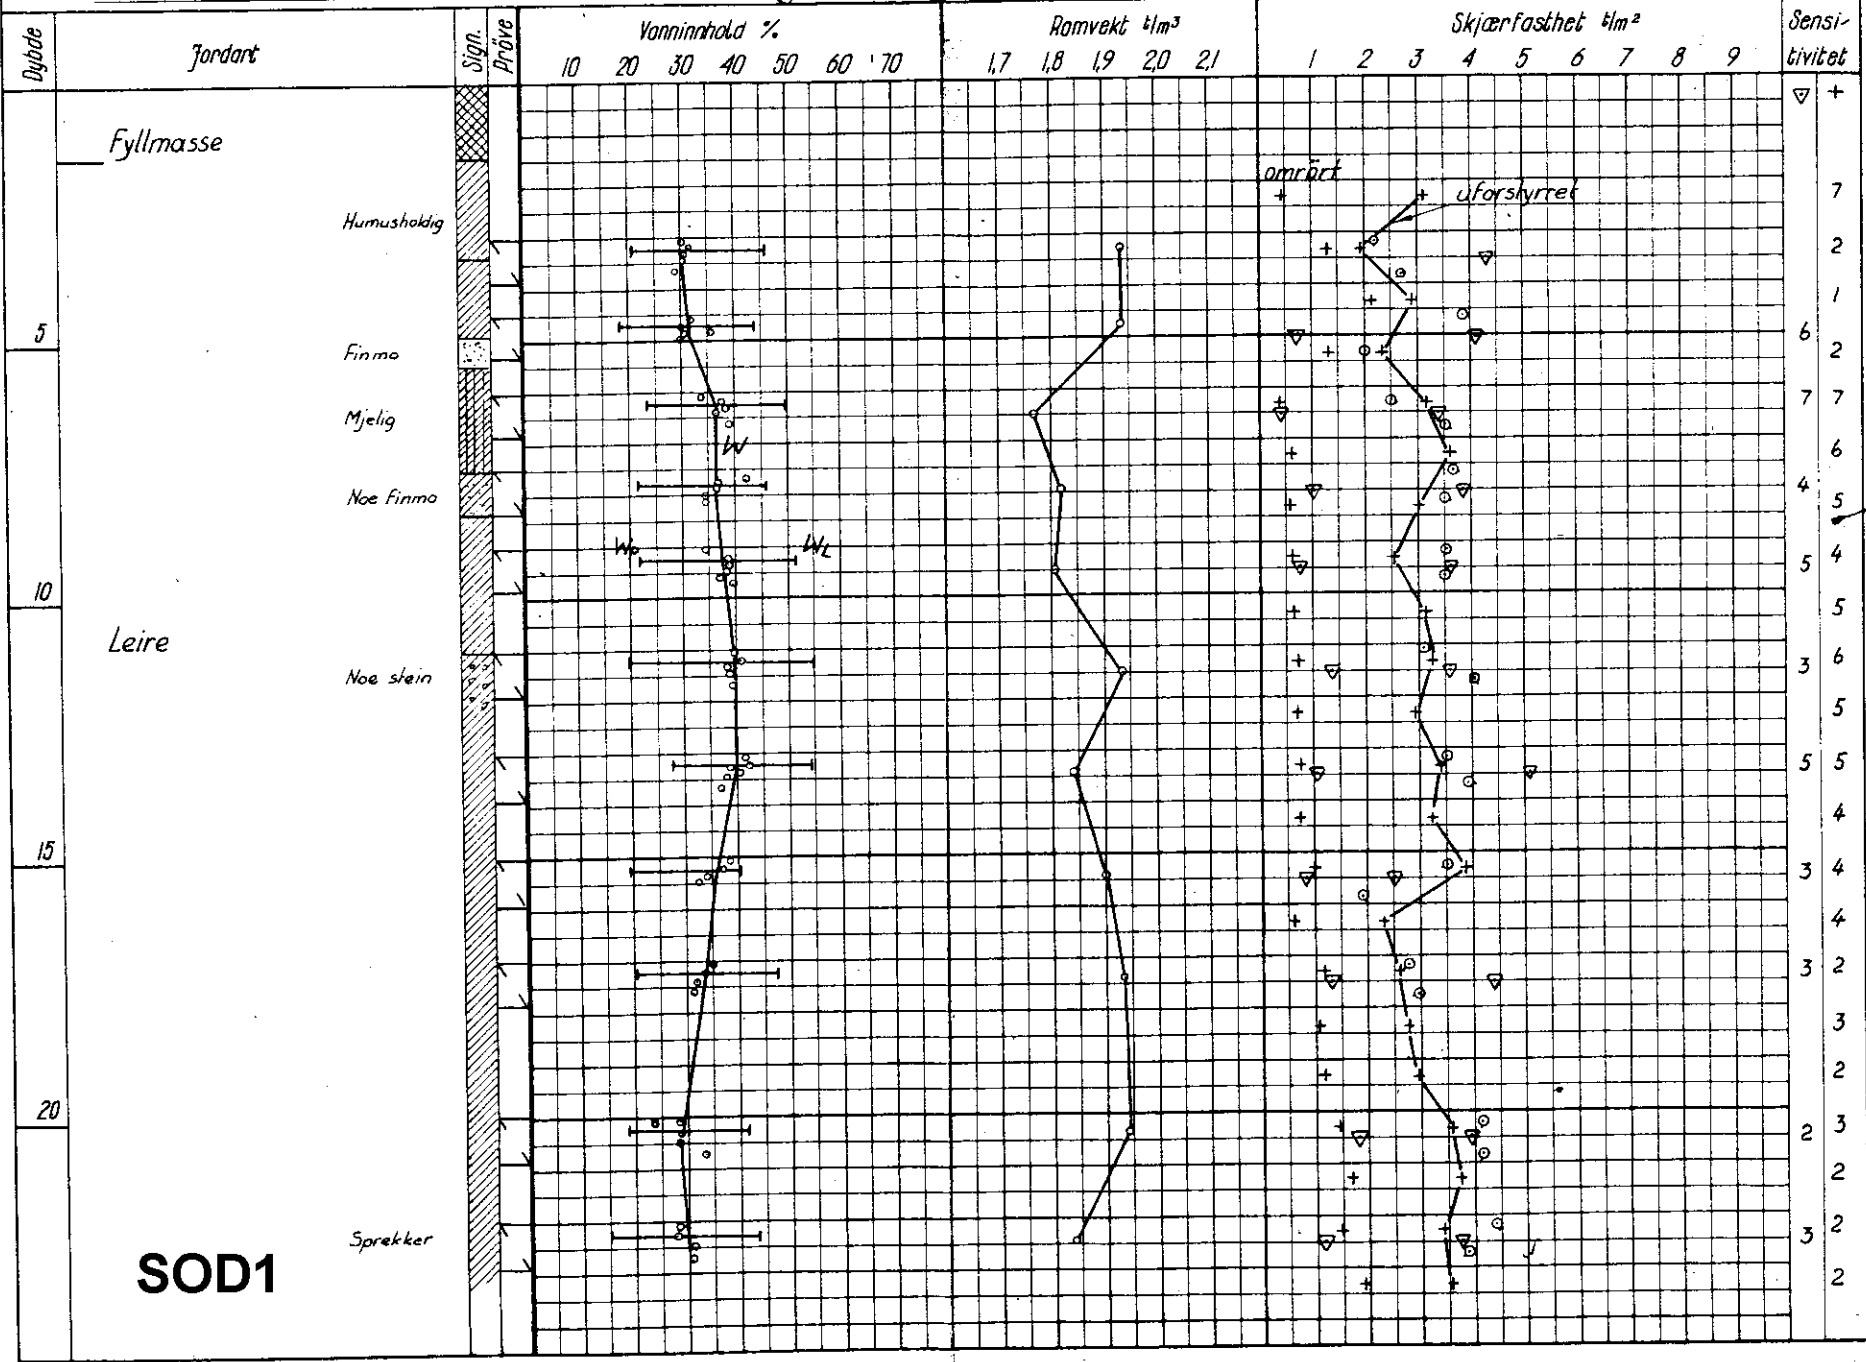 Dybde Jordart Sign. Prøve Vanninnhold % Romvekt t/m³ Skjærfasthet t/m² Sensi-
tivitet
10 20 30 40 50 60 70 1,7 1,8 1,9 2,0 2,1 1 2 3 4 5 6 7 8 9
+
Fyllmasse
omrört
uforstyrret
7
Humusholdig
2
1
5
6 2
Finmo
7 7
Mjelig
W
6
Noe finmo
4 5
Wp WL
5 4
10
5
Leire
6
3
Noe stein
5
5 5
4
15
3 4
4
3 2
3
2
20
3
2
2
2
Sprekker
3
SOD1
2